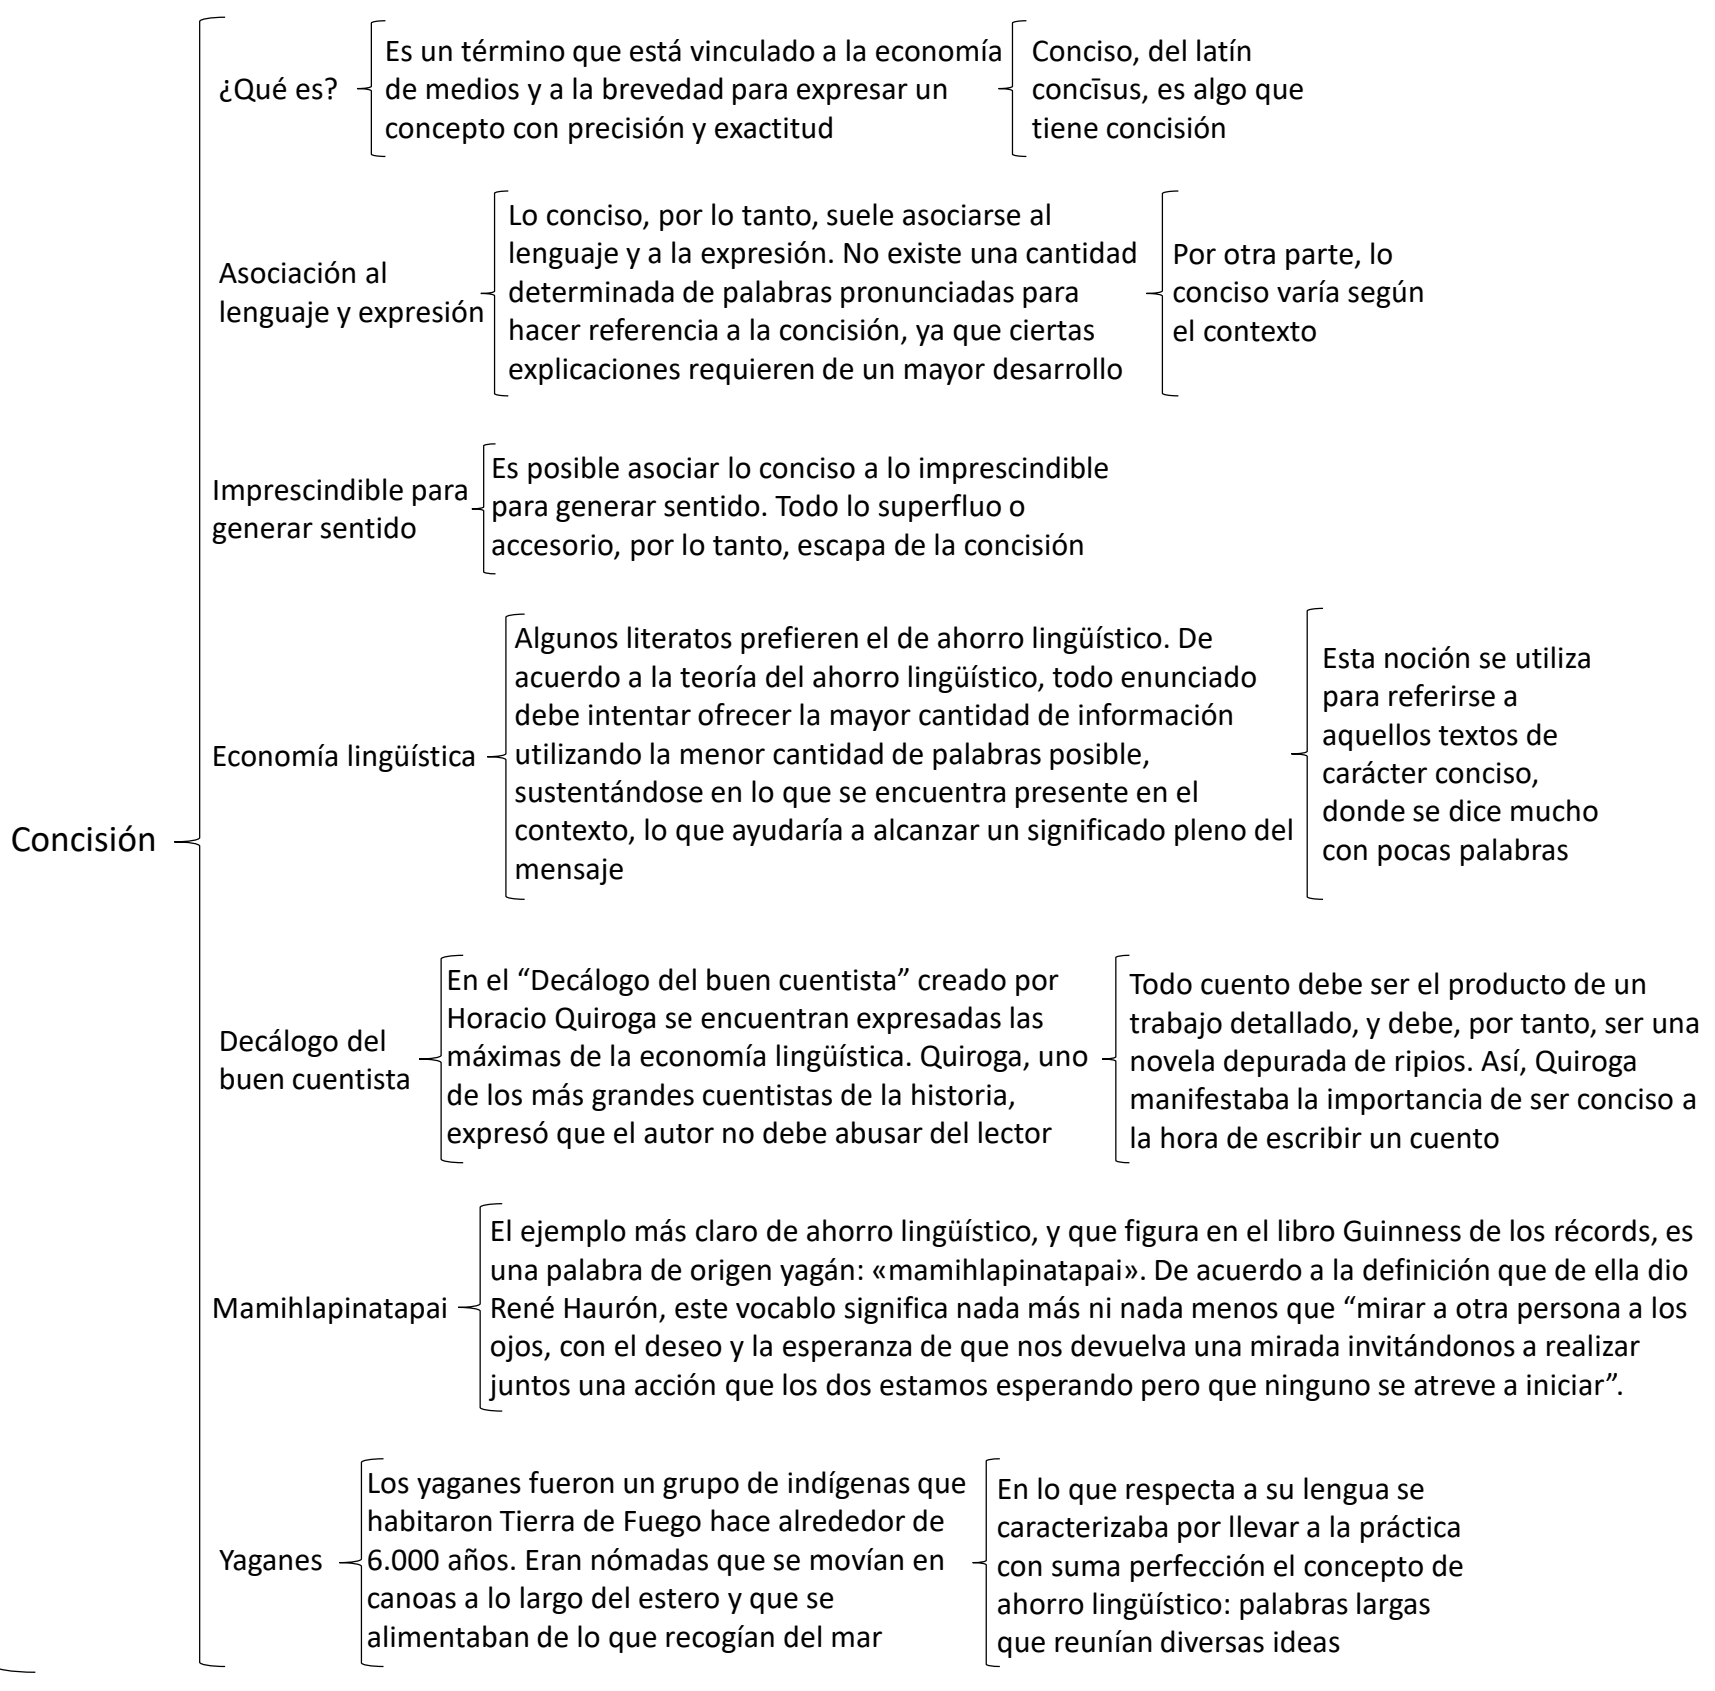 Concisión
¿Qué es?
Es un término que está vinculado a la economía
de medios y a la brevedad para expresar un
concepto con precisión y exactitud
Conciso, del latín
concīsus, es algo que
tiene concisión
Asociación al
lenguaje y expresión
Lo conciso, por lo tanto, suele asociarse al
lenguaje y a la expresión. No existe una cantidad
determinada de palabras pronunciadas para
hacer referencia a la concisión, ya que ciertas
explicaciones requieren de un mayor desarrollo
Por otra parte, lo
conciso varía según
el contexto
Imprescindible para
generar sentido
Es posible asociar lo conciso a lo imprescindible
para generar sentido. Todo lo superfluo o
accesorio, por lo tanto, escapa de la concisión
Economía lingüística
Algunos literatos prefieren el de ahorro lingüístico. De
acuerdo a la teoría del ahorro lingüístico, todo enunciado
debe intentar ofrecer la mayor cantidad de información
utilizando la menor cantidad de palabras posible,
sustentándose en lo que se encuentra presente en el
contexto, lo que ayudaría a alcanzar un significado pleno del
mensaje
Esta noción se utiliza
para referirse a
aquellos textos de
carácter conciso,
donde se dice mucho
con pocas palabras
Decálogo del
buen cuentista
En el “Decálogo del buen cuentista” creado por
Horacio Quiroga se encuentran expresadas las
máximas de la economía lingüística. Quiroga, uno
de los más grandes cuentistas de la historia,
expresó que el autor no debe abusar del lector
Todo cuento debe ser el producto de un
trabajo detallado, y debe, por tanto, ser una
novela depurada de ripios. Así, Quiroga
manifestaba la importancia de ser conciso a
la hora de escribir un cuento
Mamihlapinatapai
El ejemplo más claro de ahorro lingüístico, y que figura en el libro Guinness de los récords, es
una palabra de origen yagán: «mamihlapinatapai». De acuerdo a la definición que de ella dio
René Haurón, este vocablo significa nada más ni nada menos que “mirar a otra persona a los
ojos, con el deseo y la esperanza de que nos devuelva una mirada invitándonos a realizar
juntos una acción que los dos estamos esperando pero que ninguno se atreve a iniciar”.
Yaganes
Los yaganes fueron un grupo de indígenas que
habitaron Tierra de Fuego hace alrededor de
6.000 años. Eran nómadas que se movían en
canoas a lo largo del estero y que se
alimentaban de lo que recogían del mar
En lo que respecta a su lengua se
caracterizaba por llevar a la práctica
con suma perfección el concepto de
ahorro lingüístico: palabras largas
que reunían diversas ideas